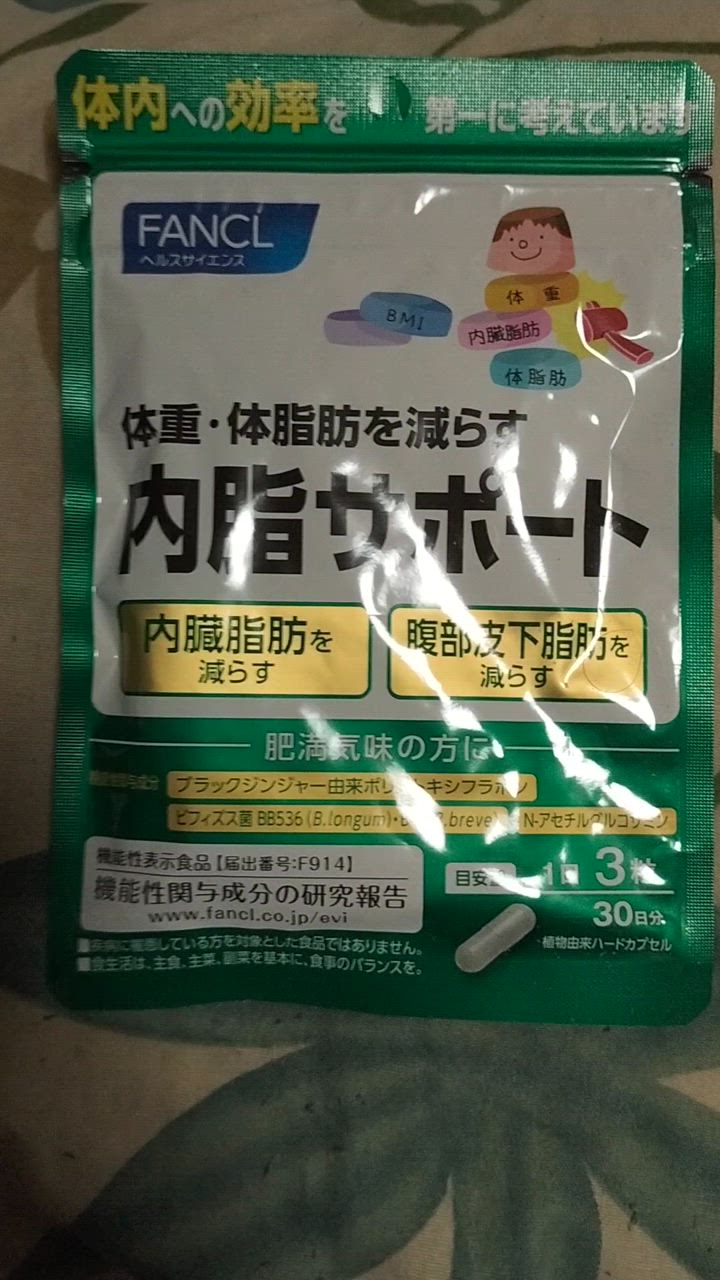 体内への効率を 第一に考えています
FANCL
ヘルスサイエンス
体重
BMI
内臓脂肪
体脂肪
体重・体脂肪を減らす
内脂サポート
内臓脂肪を
減らす
腹部皮下脂肪を
減らす
肥満気味の方に
ブラックジンジャー由来ポリメトキシフラボン
ビフィズス菌 BB536 (B.longum)・ B.breve) N-アセチルグルコサミン
機能性表示食品【届出番号:F914】
機能性関与成分の研究報告
www.fancl.co.jp/evi
目安量 1日 3粒
30日分
植物由来ハードカプセル
■疾病に罹患している方を対象とした食品ではありません。
■食生活は、主食、主菜、副菜を基本に、食事のバランスを。